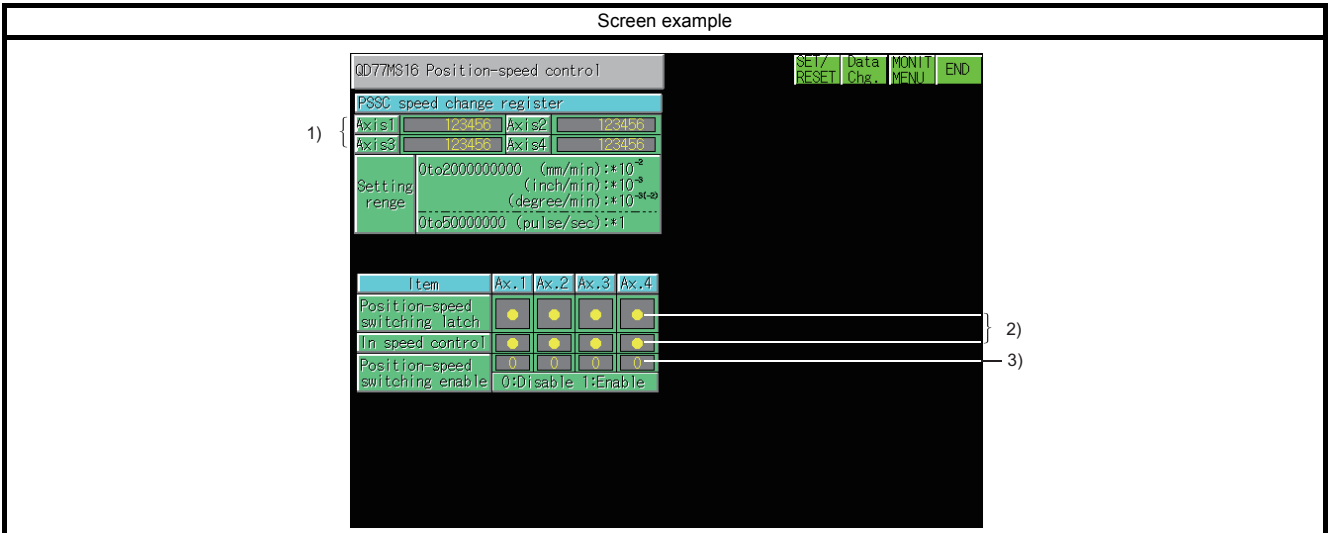 Screen example
QD77MS16 Position-speed control
SET/ RESET
Data Chg.
MONIT MENU
END
PSSC speed change register
1)
Axis1 123456 Axis2 123456
Axis3 123456 Axis4 123456
Setting renge
0to2000000000 (mm/min):*10⁻²
(inch/min):*10⁻³
(degree/min):*10⁻³⁽⁻²⁾
0to50000000 (pulse/sec):*1
Item Ax.1 Ax.2 Ax.3 Ax.4
Position-speed
switching latch
2)
In speed control
Position-speed 0 0 0 0
3)
switching enable 0:Disable 1:Enable